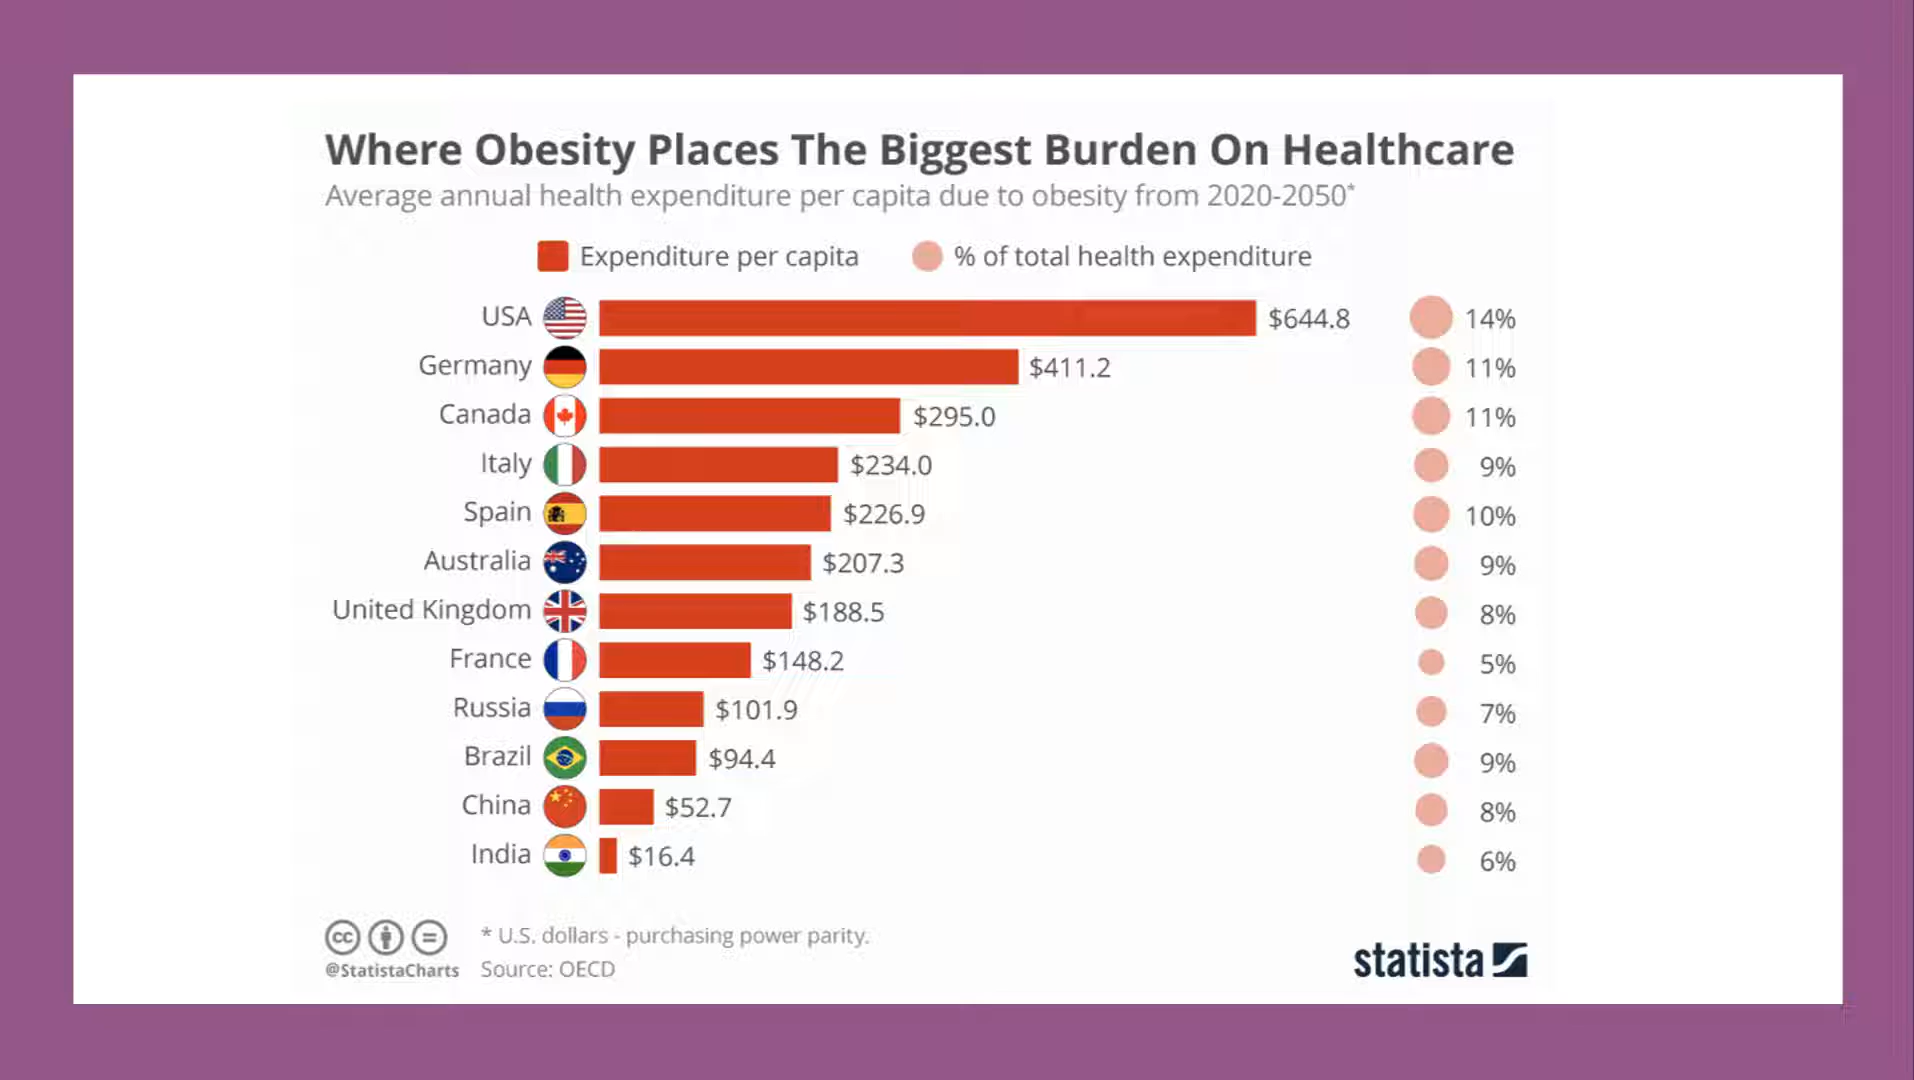 Where Obesity Places The Biggest Burden On Healthcare
Average annual health expenditure per capita due to obesity from 2020-2050*
Expenditure per capita % of total health expenditure
USA $644.8 14%
Germany $411.2 11%
Canada $295.0 11%
Italy $234.0 9%
Spain $226.9 10%
Australia $207.3 9%
United Kingdom $188.5 8%
France $148.2 5%
Russia $101.9 7%
Brazil $94.4 9%
China $52.7 8%
India $16.4 6%
cc =
* U.S. dollars - purchasing power parity.
@StatistaCharts Source: OECD
statista